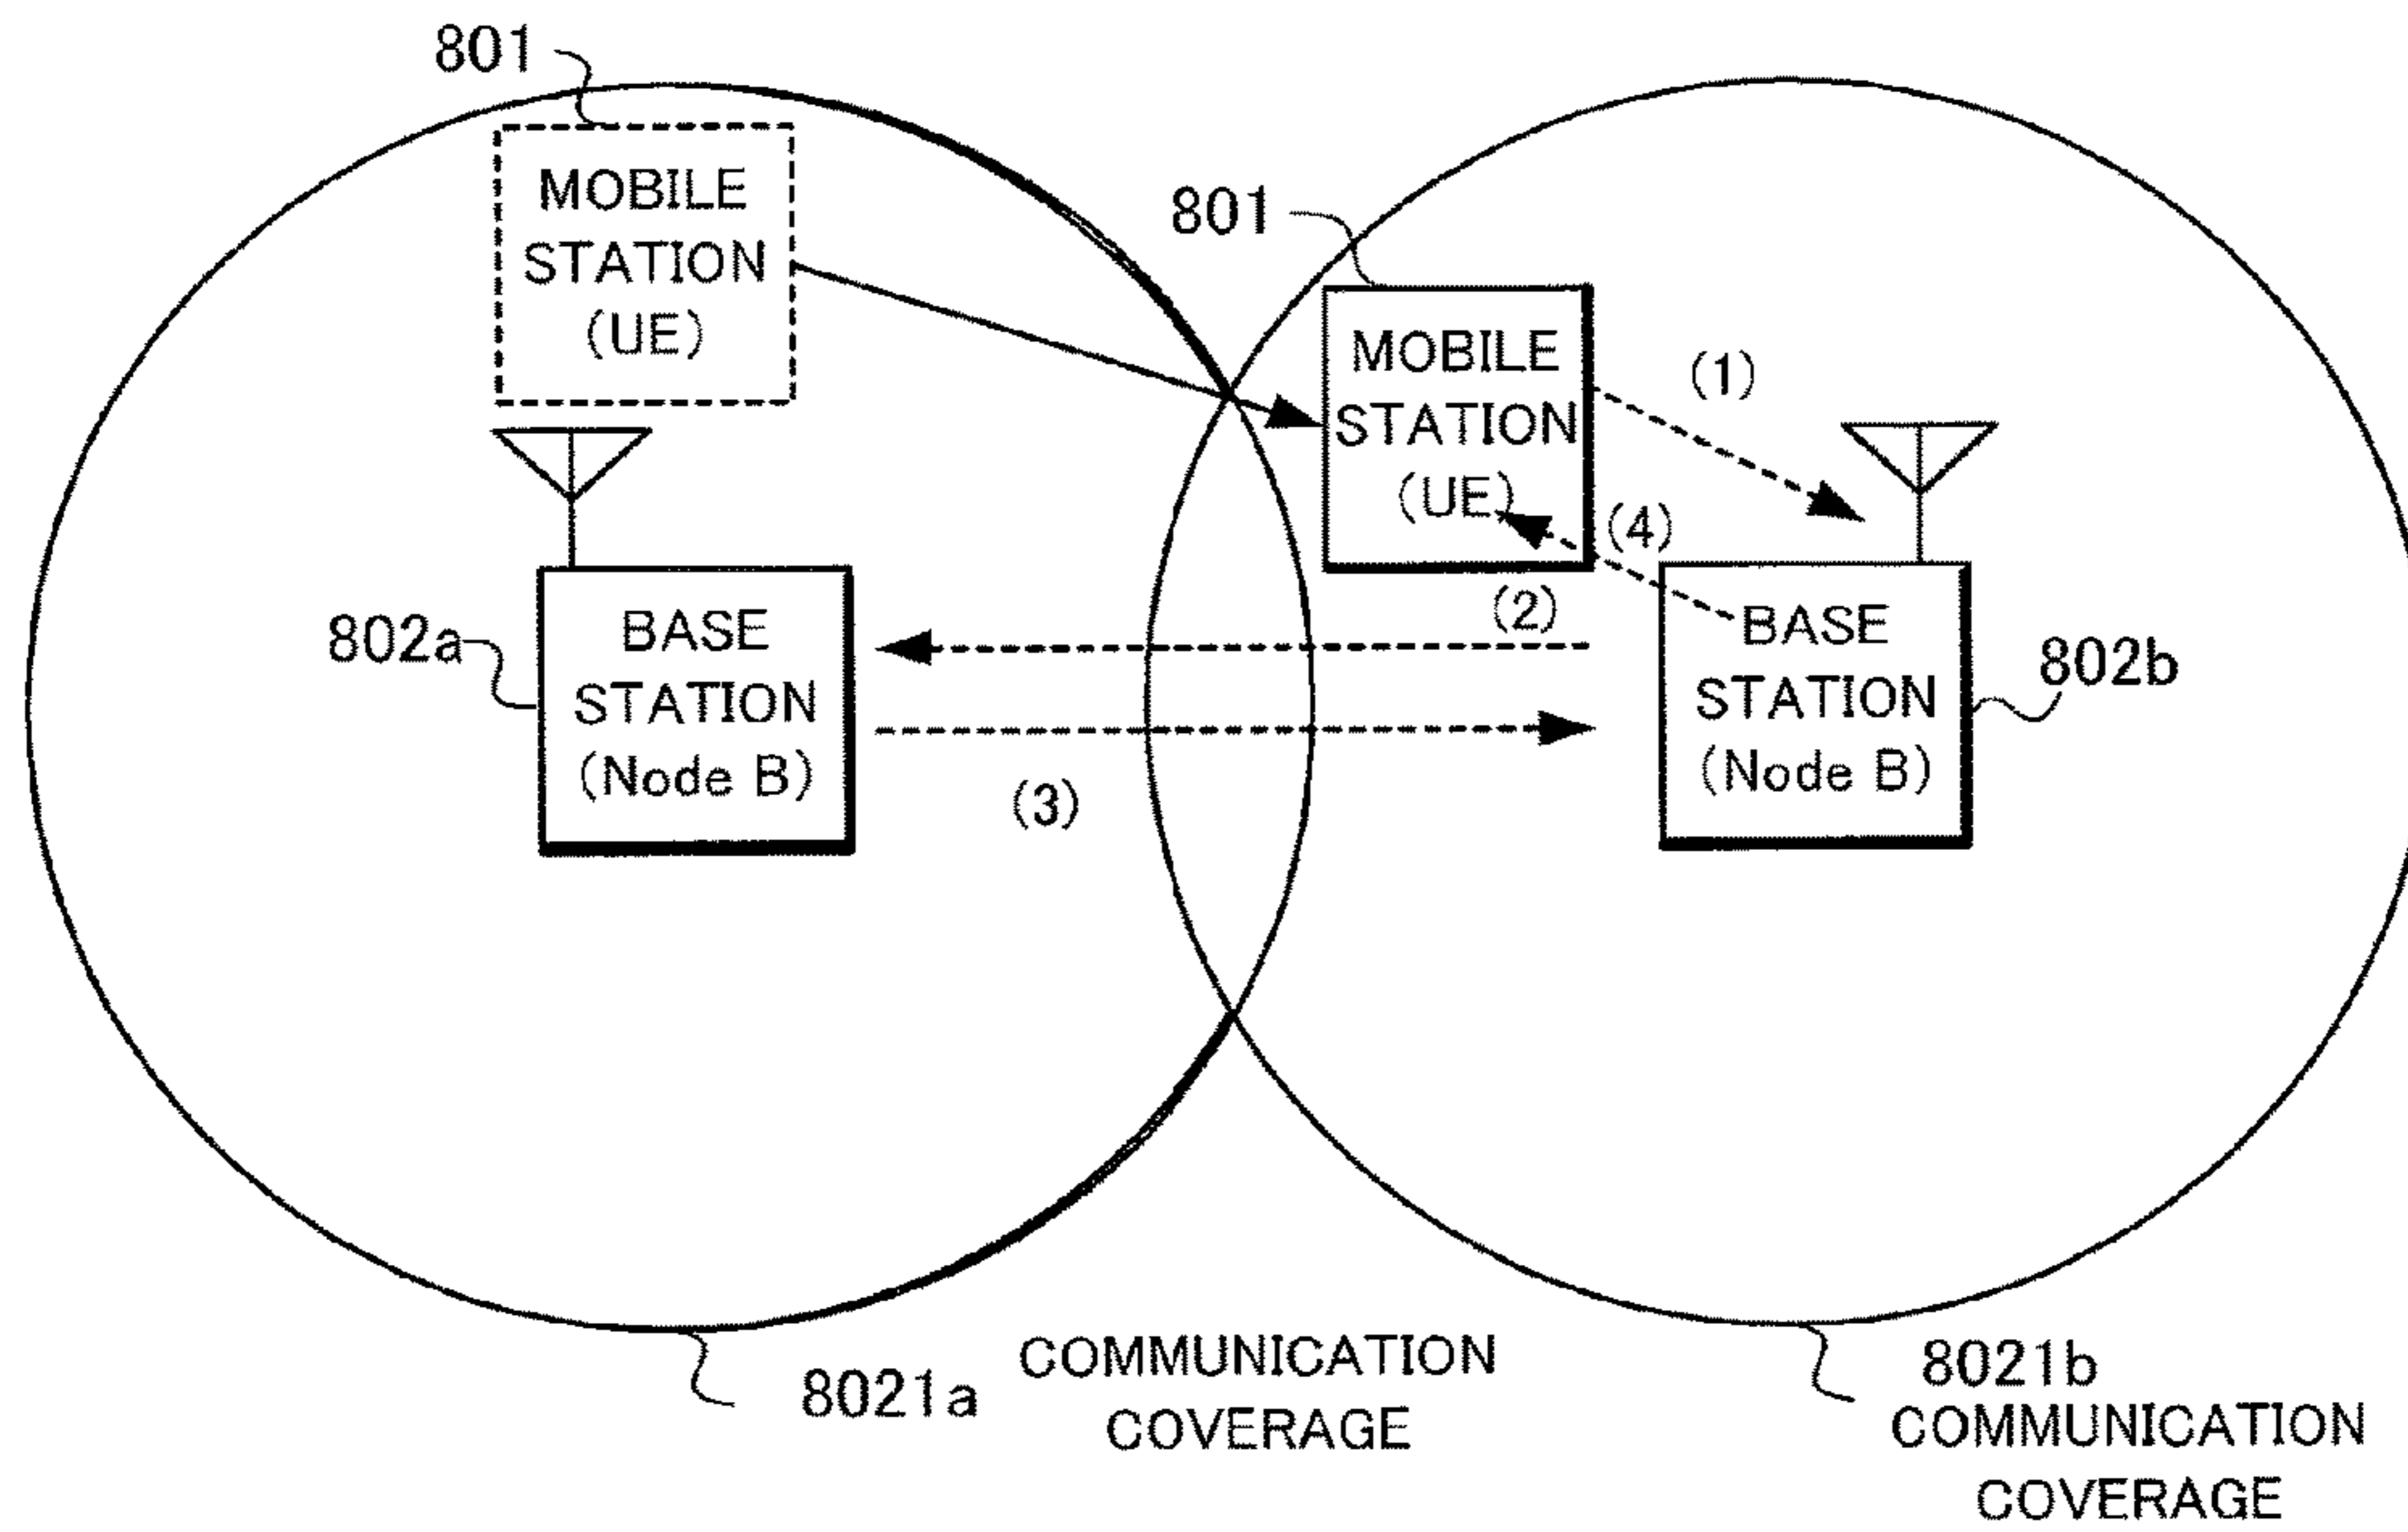 801
MOBILE
STATION
(UE)
801
MOBILE
STATION
(UE)
(1)
(4)
(2)
802a
BASE
STATION
(Node B)
(3)
BASE
STATION
(Node B)
802b
8021a
COMMUNICATION
COVERAGE
8021b
COMMUNICATION
COVERAGE